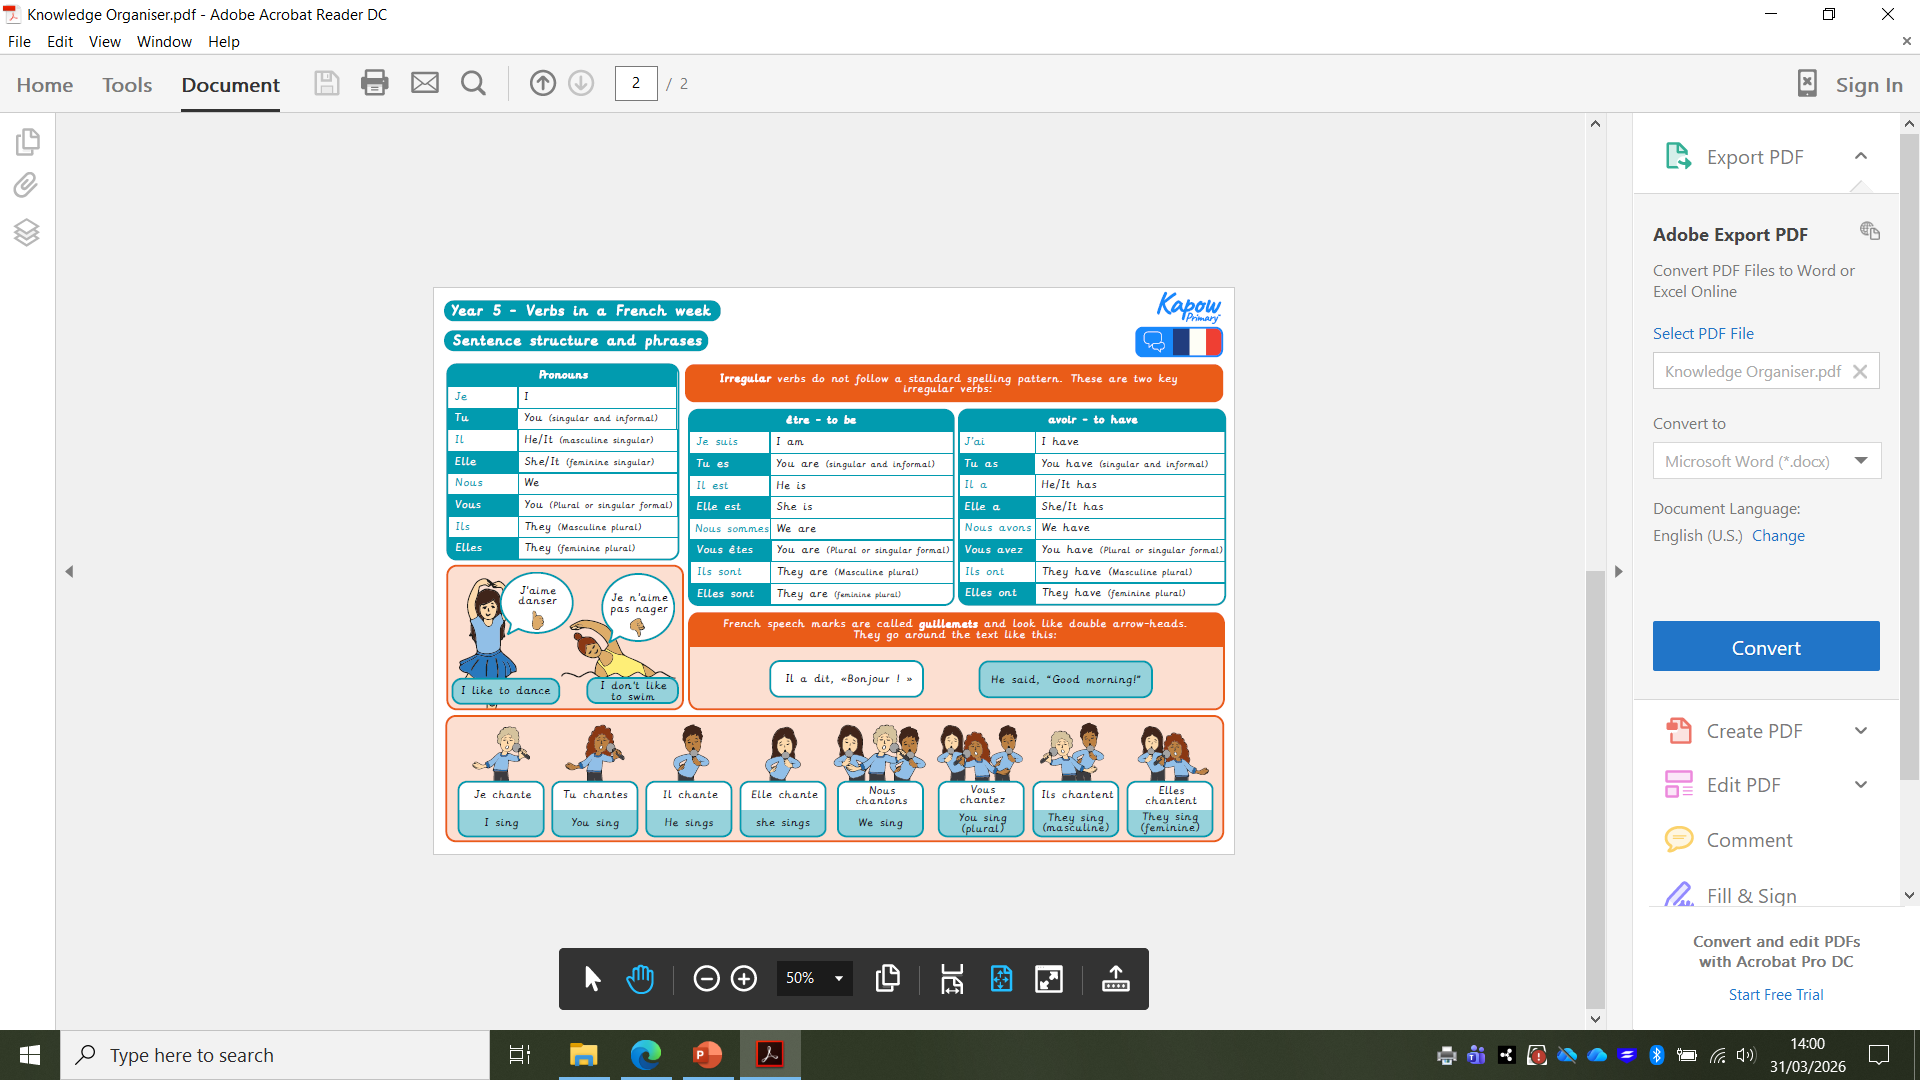 Knowledge Organiser.pdf - Adobe Acrobat Reader DC
File Edit View Window Help
Home Tools Document 2 / 2 Sign In
Year 5 - Verbs in a French week
Kapow
Primary
Sentence structure and phrases
Pronouns
Je I
Tu You (singular and informal)
Il He/It (masculine singular)
Elle She/It (feminine singular)
Nous We
Vous You (Plural or singular formal)
Ils They (Masculine plural)
Elles They (feminine plural)
Irregular verbs do not follow a standard spelling pattern. These are two key
irregular verbs:
être - to be
Je suis I am
Tu es You are (singular and informal)
Il est He is
Elle est She is
Nous sommes We are
Vous êtes You are (Plural or singular formal)
Ils sont They are (Masculine plural)
Elles sont They are (feminine plural)
avoir - to have
J'ai I have
Tu as You have (singular and informal)
Il a He/It has
Elle a She/It has
Nous avons We have
Vous avez You have (Plural or singular formal)
Ils ont They have (Masculine plural)
Elles ont They have (feminine plural)
J'aime
danser
Je n'aime
pas nager
I like to dance
I don't like
to swim
French speech marks are called guillemets and look like double arrow-heads.
They go around the text like this:
Il a dit, «Bonjour ! »
He said, "Good morning!"
Je chante
I sing
Tu chantes
You sing
Il chante
He sings
Elle chante
she sings
Nous
chantons
We sing
Vous
chantez
You sing
(plural)
Ils chantent
They sing
(masculine)
Elles
chantent
They sing
(feminine)
50%
Export PDF
Adobe Export PDF
Convert PDF Files to Word or
Excel Online
Select PDF File
Knowledge Organiser.pdf
Convert to
Microsoft Word (*.docx)
Document Language:
English (U.S.) Change
Convert
Create PDF
Edit PDF
Comment
Fill & Sign
Convert and edit PDFs
with Acrobat Pro DC
Start Free Trial
Type here to search
14:00
31/03/2026